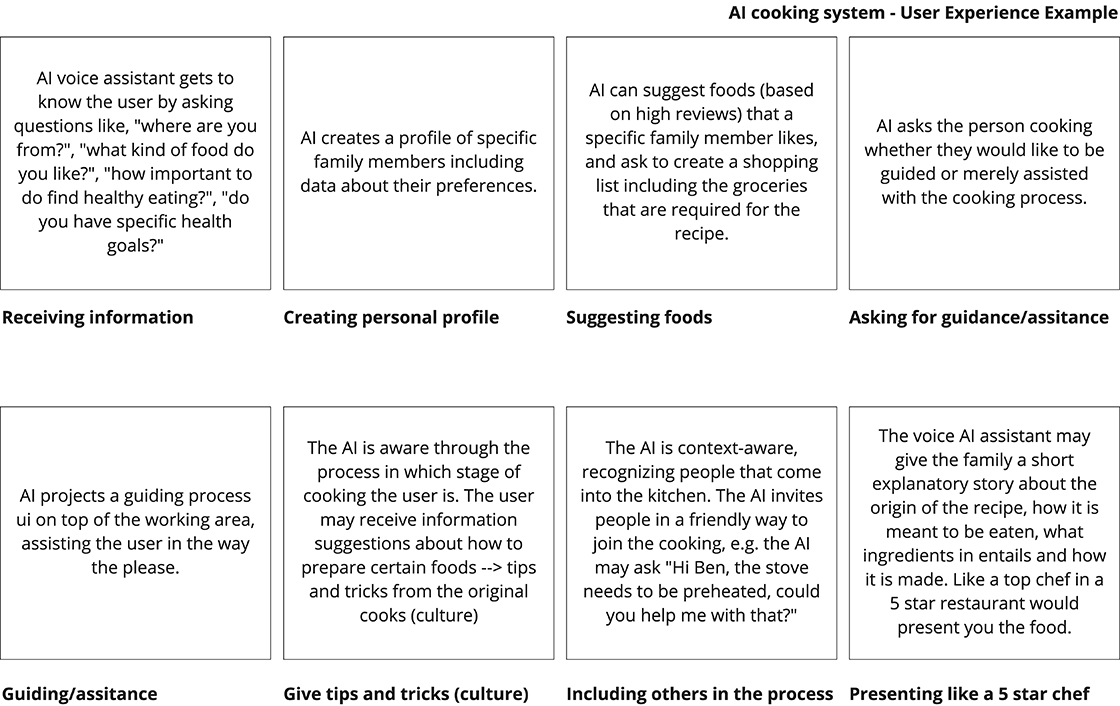 AI cooking system - User Experience Example
AI voice assistant gets to
know the user by asking
questions like, "where are you
from?", "what kind of food do
you like?", "how important to
do find healthy eating?", "do
you have specific health
goals?"
AI creates a profile of specific
family members including
data about their preferences.
AI can suggest foods (based
on high reviews) that a
specific family member likes,
and ask to create a shopping
list including the groceries
that are required for the
recipe.
AI asks the person cooking
whether they would like to be
guided or merely assisted
with the cooking process.
Receiving information
Creating personal profile
Suggesting foods
Asking for guidance/assitance
AI projects a guiding process
ui on top of the working area,
assisting the user in the way
the please.
The AI is aware through the
process in which stage of
cooking the user is. The user
may receive information
suggestions about how to
prepare certain foods --> tips
and tricks from the original
cooks (culture)
The AI is context-aware,
recognizing people that come
into the kitchen. The AI invites
people in a friendly way to
join the cooking, e.g. the AI
may ask "Hi Ben, the stove
needs to be preheated, could
you help me with that?"
The voice AI assistant may
give the family a short
explanatory story about the
origin of the recipe, how it is
meant to be eaten, what
ingredients in entails and how
it is made. Like a top chef in a
5 star restaurant would
present you the food.
Guiding/assitance
Give tips and tricks (culture)
Including others in the process
Presenting like a 5 star chef